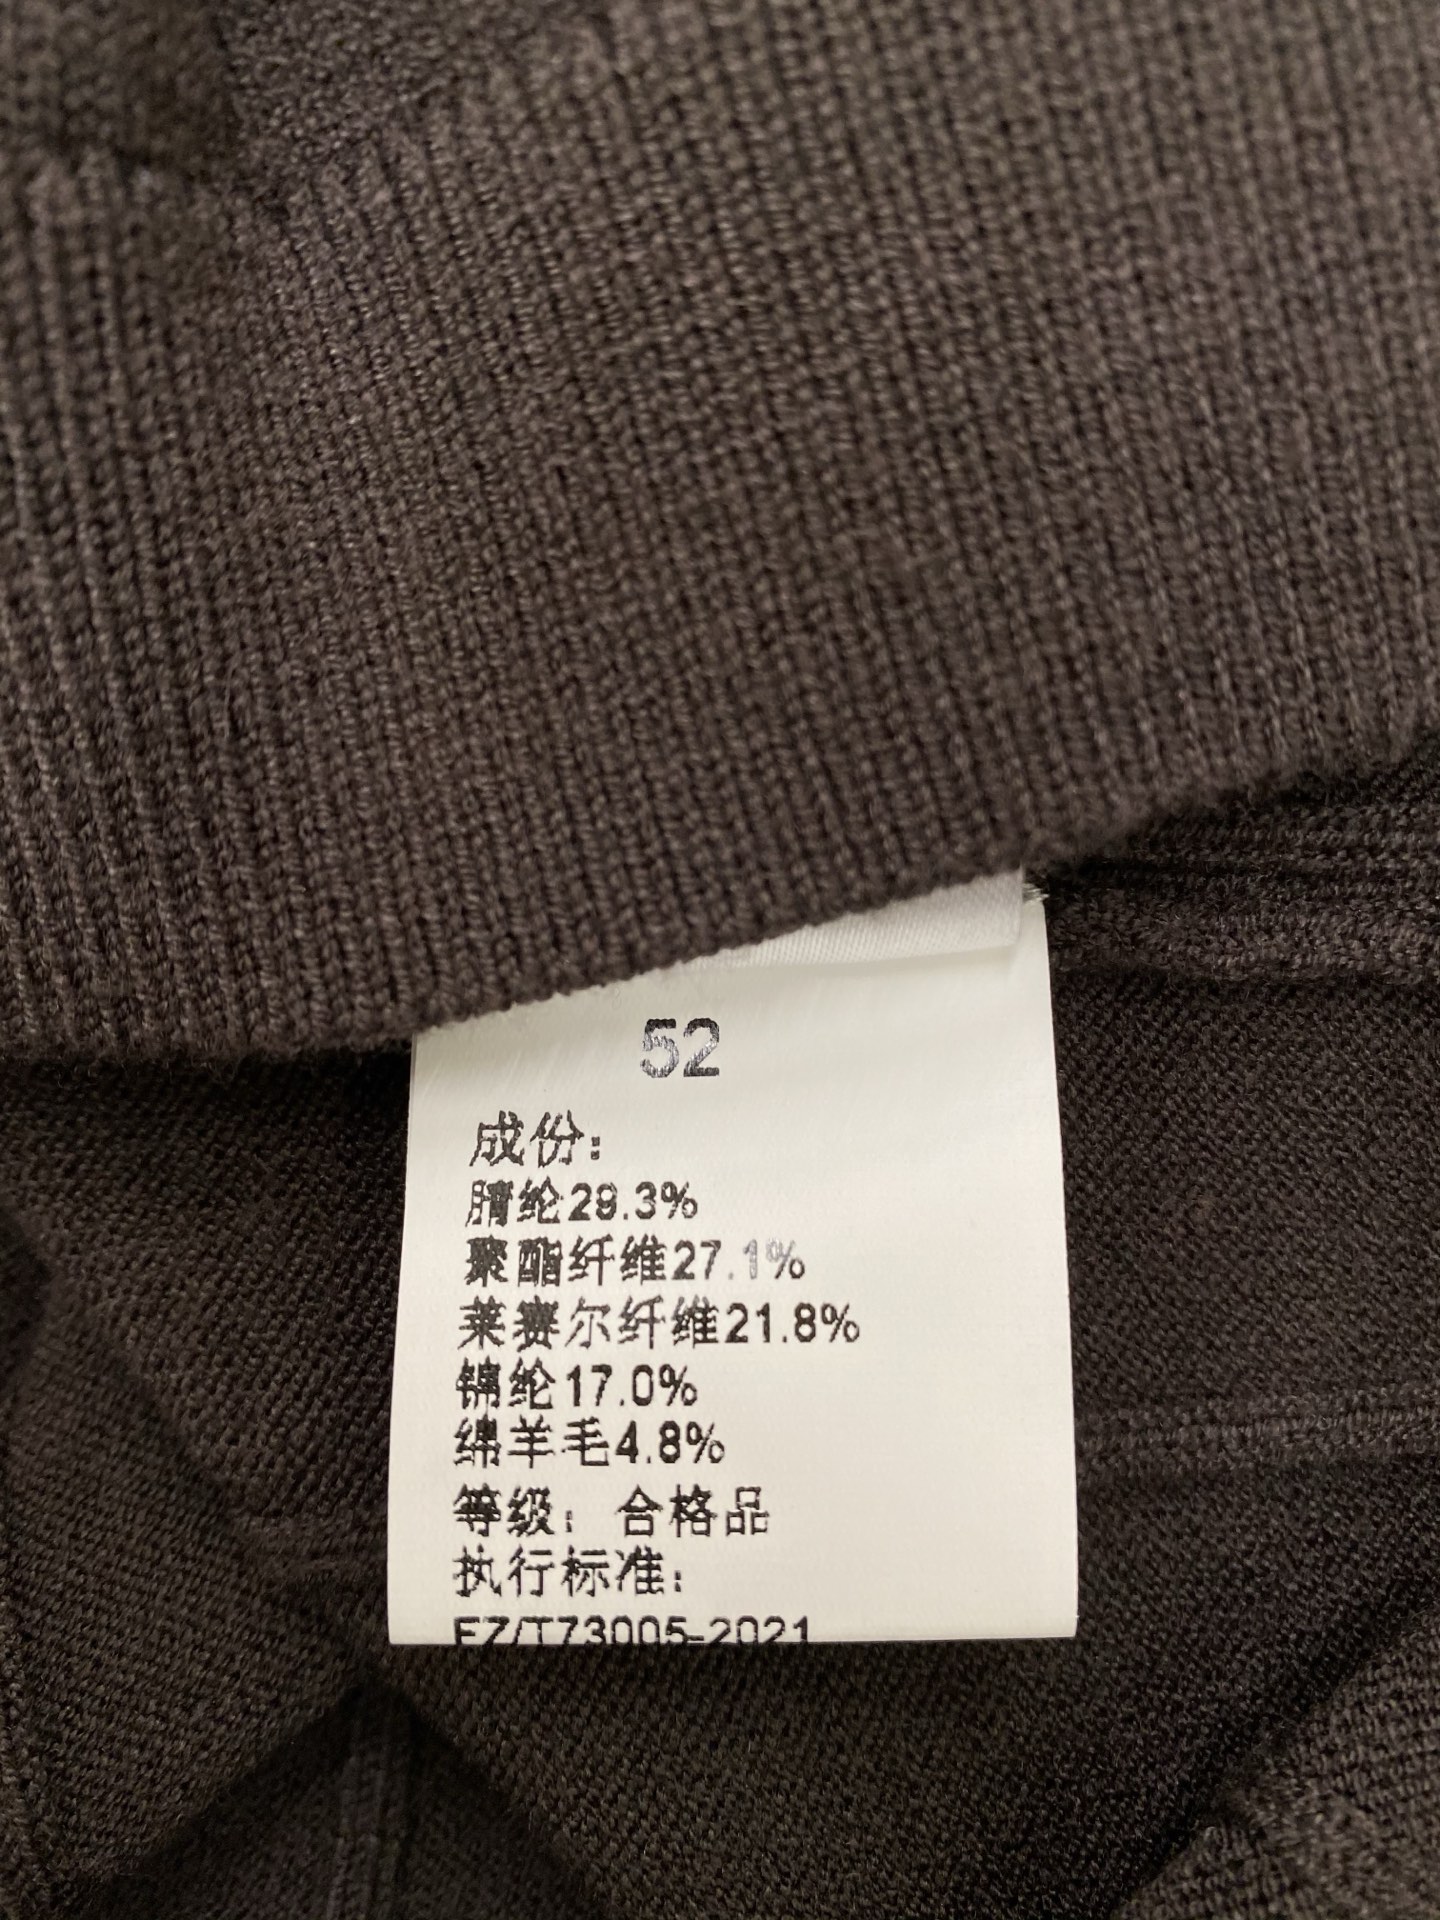 52
成份：
腈纶29.3%
聚酯纤维27.1%
莱赛尔纤维21.8%
锦纶17.0%
绵羊毛4.8%
等级：合格品
执行标准：
FZ/T73005-2021